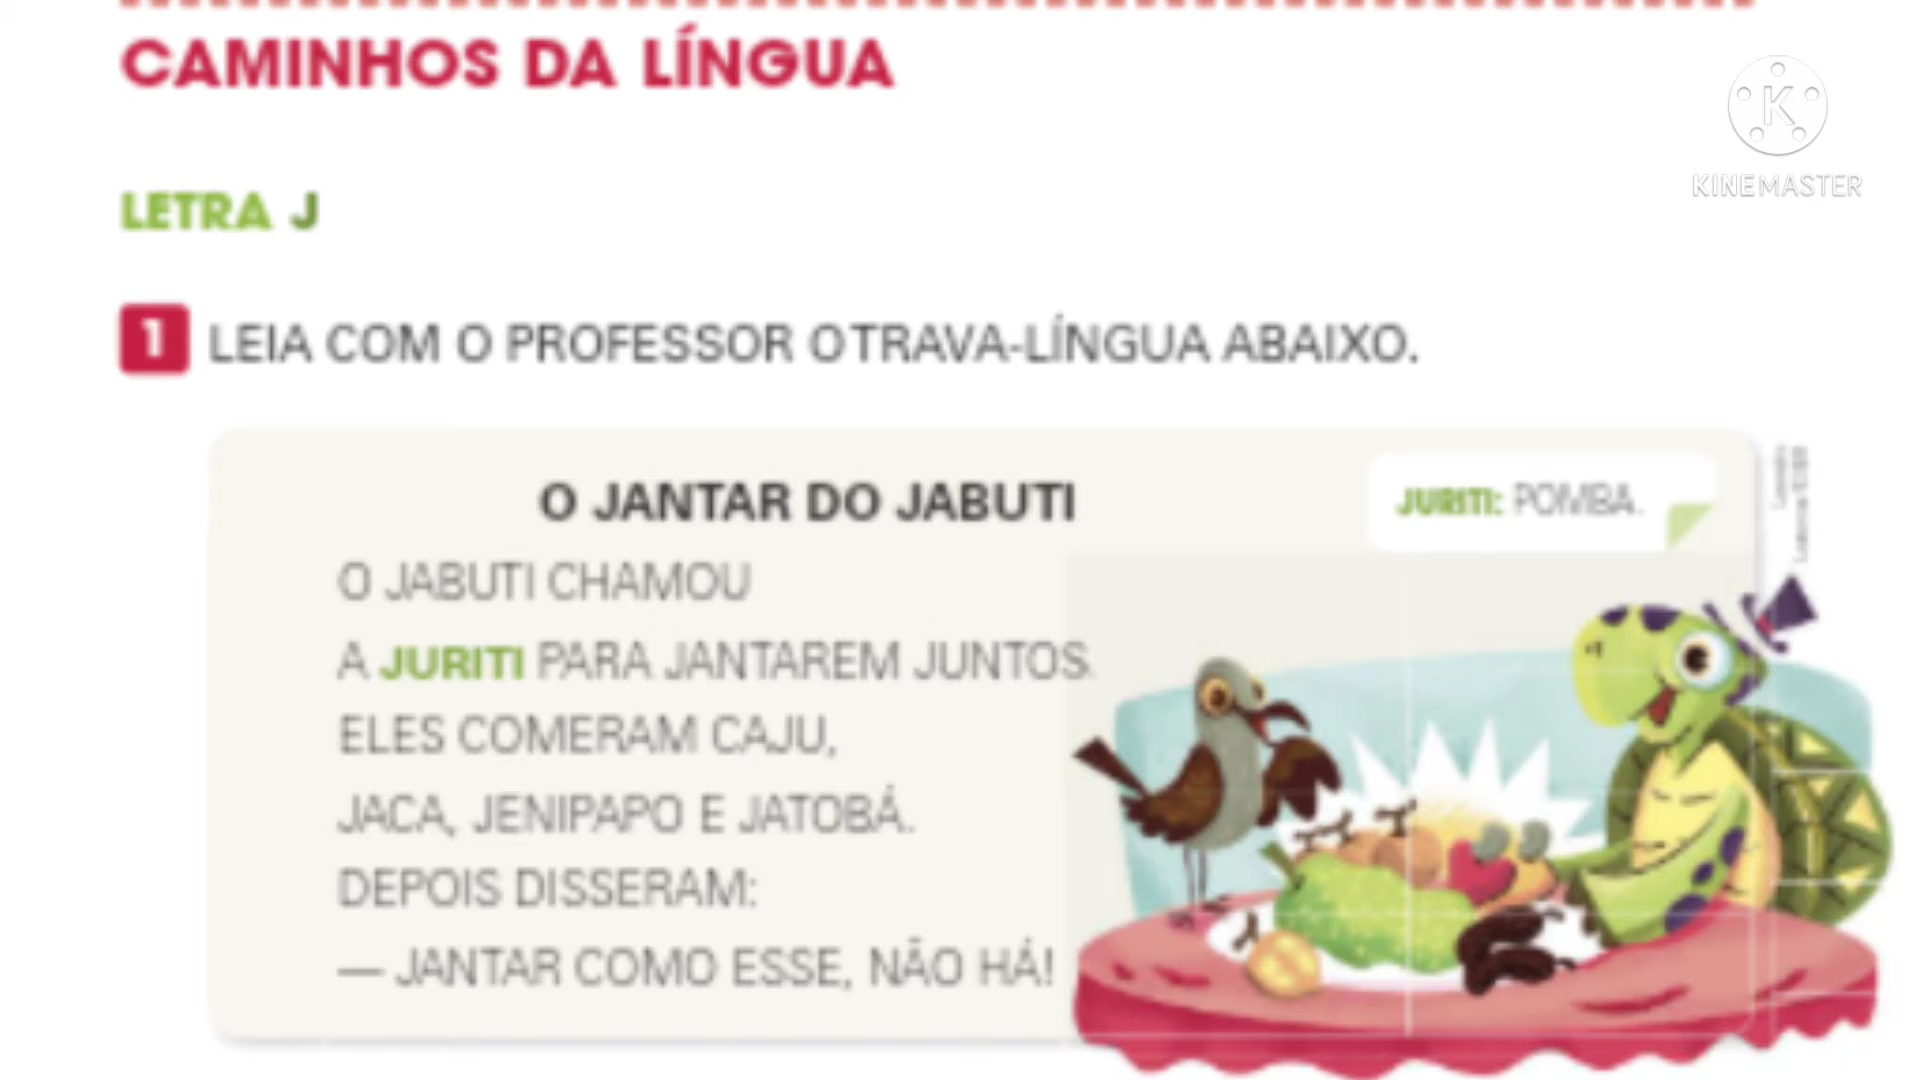 CAMINHOS DA LÍNGUA
KINEMASTER
LETRA J
1 LEIA COM O PROFESSOR O TRAVA-LÍNGUA ABAIXO.
O JANTAR DO JABUTI
JURITI: POMBA.
O JABUTI CHAMOU
A JURITI PARA JANTAREM JUNTOS.
ELES COMERAM CAJU,
JACA, JENIPAPO E JATOBÁ.
DEPOIS DISSERAM:
— JANTAR COMO ESSE, NÃO HÁ!